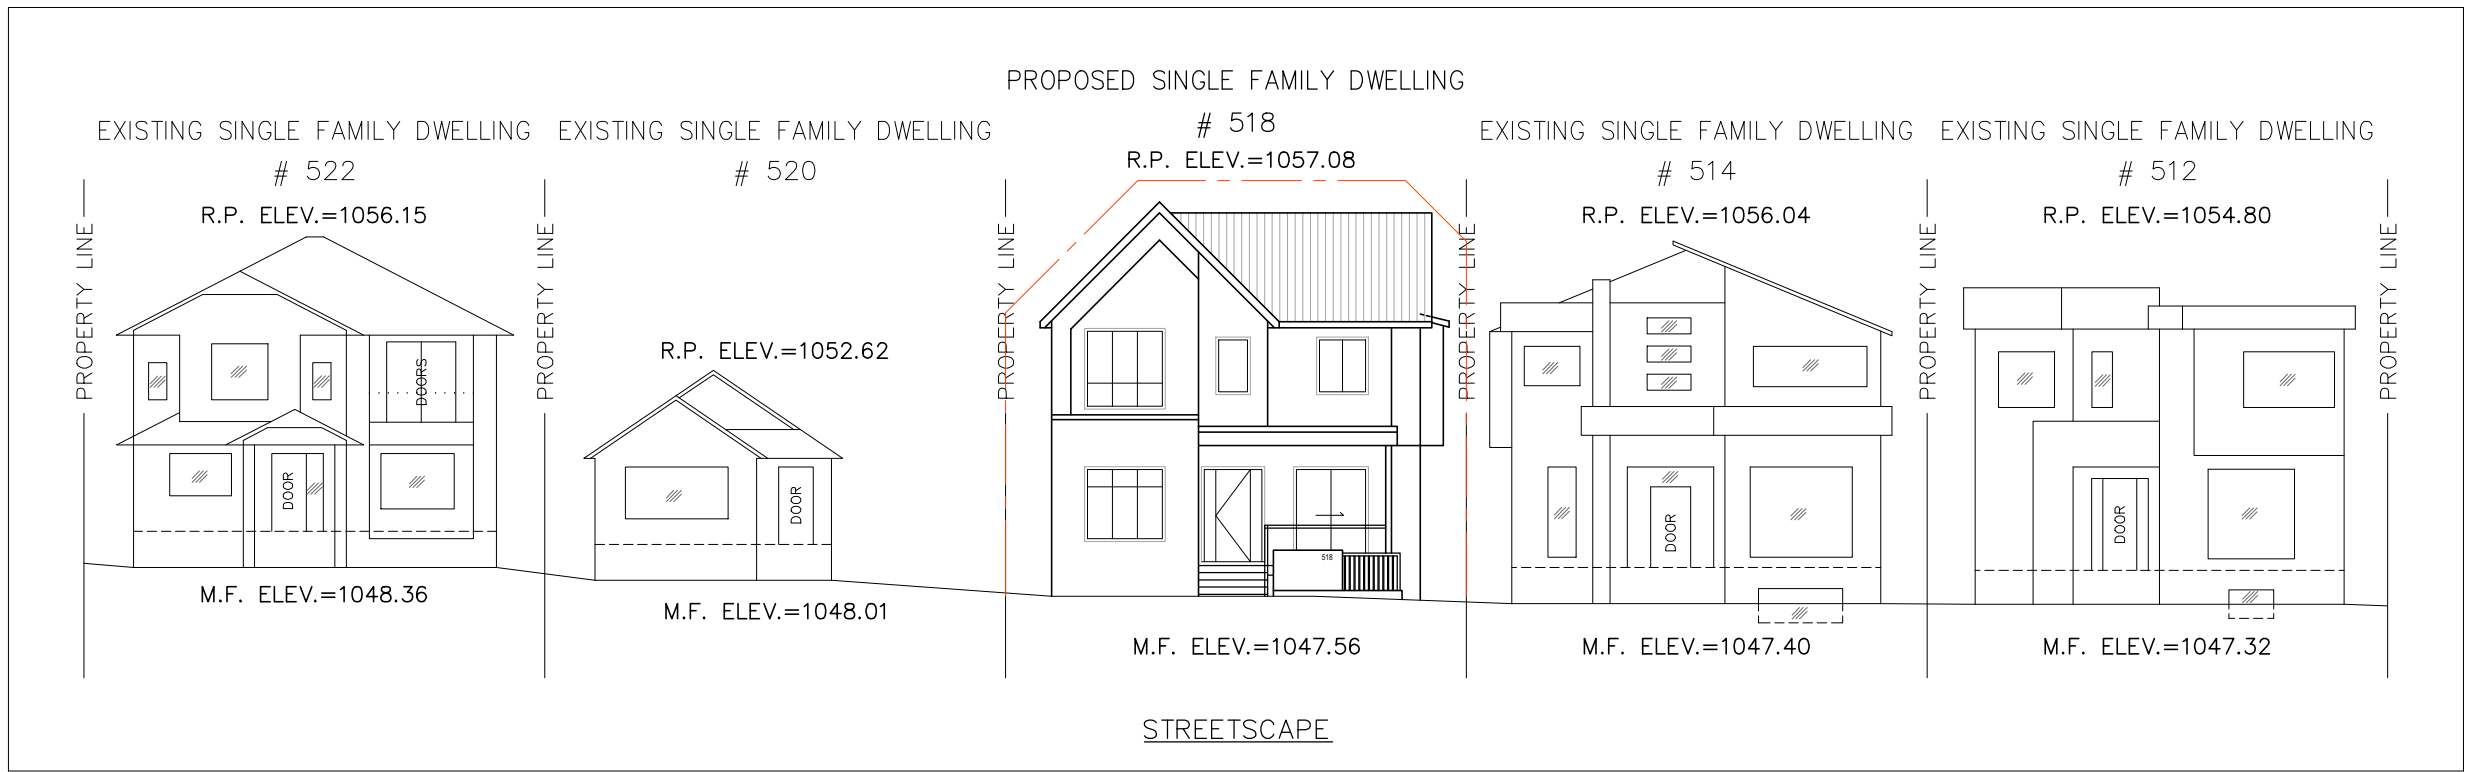 PROPOSED SINGLE FAMILY DWELLING
# 518
R.P. ELEV.=1057.08
EXISTING SINGLE FAMILY DWELLING
# 522
R.P. ELEV.=1056.15
EXISTING SINGLE FAMILY DWELLING
# 520
R.P. ELEV.=1052.62
EXISTING SINGLE FAMILY DWELLING
# 514
R.P. ELEV.=1056.04
EXISTING SINGLE FAMILY DWELLING
# 512
R.P. ELEV.=1054.80
PROPERTY LINE
PROPERTY LINE
PROPERTY LINE
PROPERTY LINE
PROPERTY LINE
PROPERTY LINE
DOORS
DOOR
DOOR
518
DOOR
DOOR
M.F. ELEV.=1048.36
M.F. ELEV.=1048.01
M.F. ELEV.=1047.56
M.F. ELEV.=1047.40
M.F. ELEV.=1047.32
STREETSCAPE